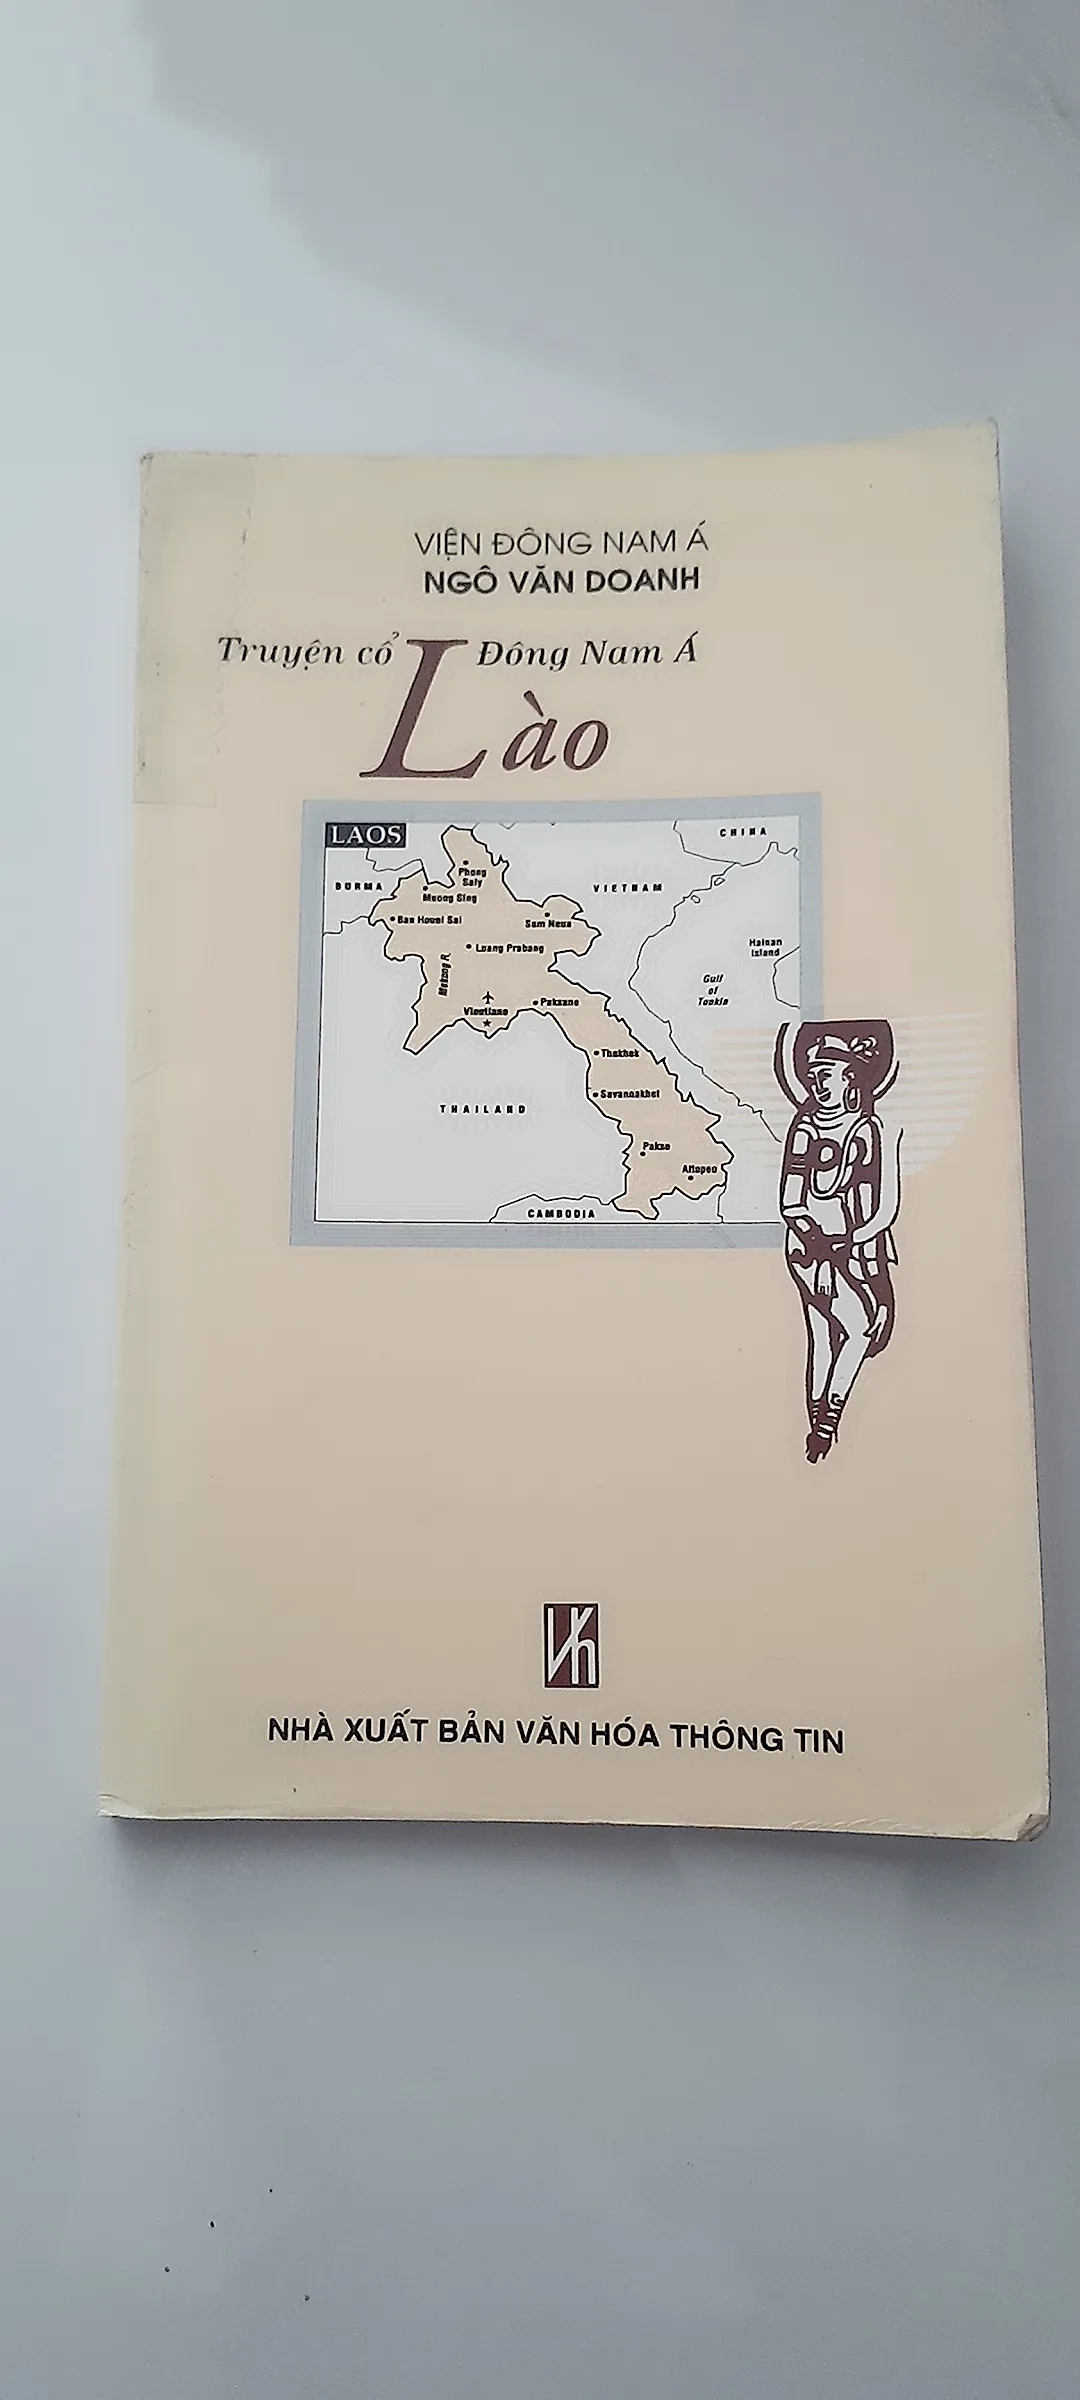 VIỆN ĐÔNG NAM Á
NGÔ VĂN DOANH
Truyện cổ Đông Nam Á
Lào
LAOS
CHINA
BURMA
VIETNAM
Phong
Saly
Muong Sing
Ban Houei Sai
Sam Neua
Luang Prabang
Hainan
Island
Mekong R.
Gulf
of
Tonkin
Vientiane
Paksane
Thakhek
Savannakhet
THAILAND
Pakse
Attopeo
CAMBODIA
Vh
NHÀ XUẤT BẢN VĂN HÓA THÔNG TIN